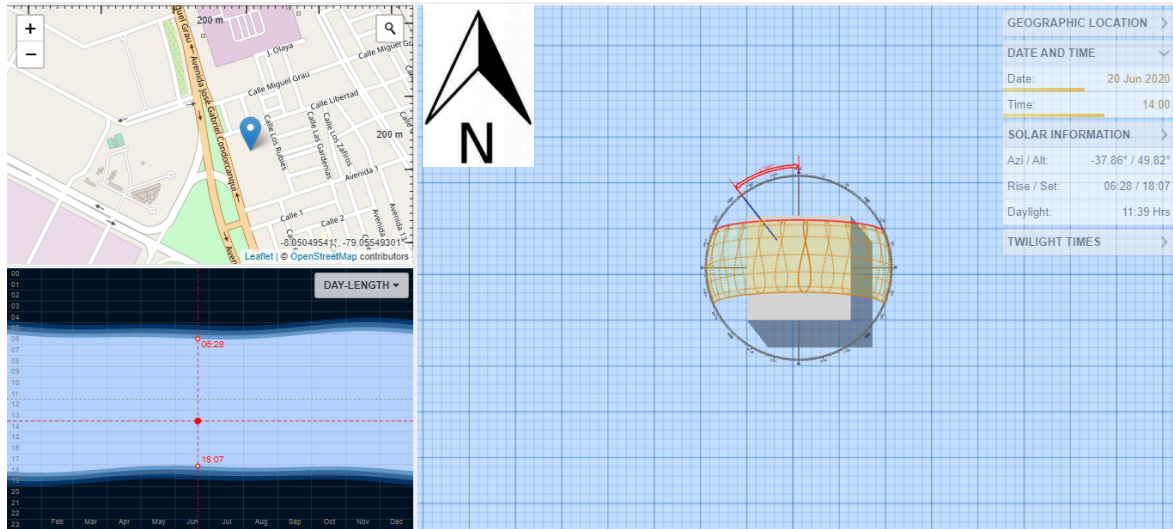 +
−
200 m
200 m
Miguel Grau
J. Olaya
Calle Miguel Grau
Calle Miguel Grau
Calle Libertad
Avenida José Gabriel Condorcanqui
Calle Los Rubies
Calle Las Gardenias
Calle Los Zafiros
Avenida 1
Calle 1
Calle 2
Avenida
-8.05049541°, -79.05549301°
Leaflet | © OpenStreetMap contributors
DAY-LENGTH
00
01
02
03
04
05
06
07
08
09
10
11
12
13
14
15
16
17
18
19
20
21
22
23
06:28
18:07
Feb Mar Apr May Jun Jul Aug Sep Oct Nov Dec
N
GEOGRAPHIC LOCATION
DATE AND TIME
Date: 20 Jun 2020
Time: 14:00
SOLAR INFORMATION
Azi / Alt: -37.86° / 49.82°
Rise / Set: 06:28 / 18:07
Daylight: 11:39 Hrs
TWILIGHT TIMES